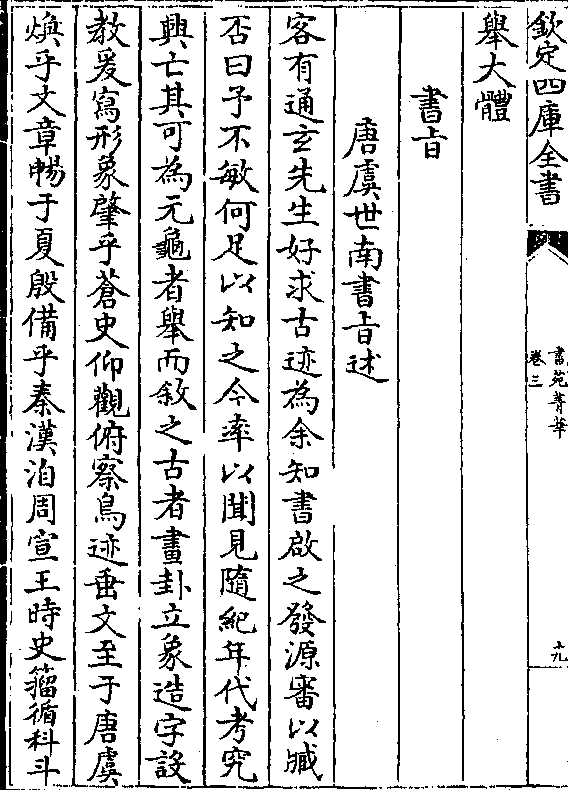 欽定四庫全書
書苑菁華
卷三
十九
舉大體
書旨
唐虞世南書旨述
客有通玄先生好求古迹為余知書啟之發源審以臧
否曰予不敏何足以知之今率以聞見隨紀年代考究
興亡其可為元龜者舉而敘之古者畫卦立象造字設
教爰寫形象肇乎蒼史仰觀俯察鳥迹垂文至于唐虞
煥乎文章暢于夏殷備乎秦漢洎周宣王時史籀循科斗